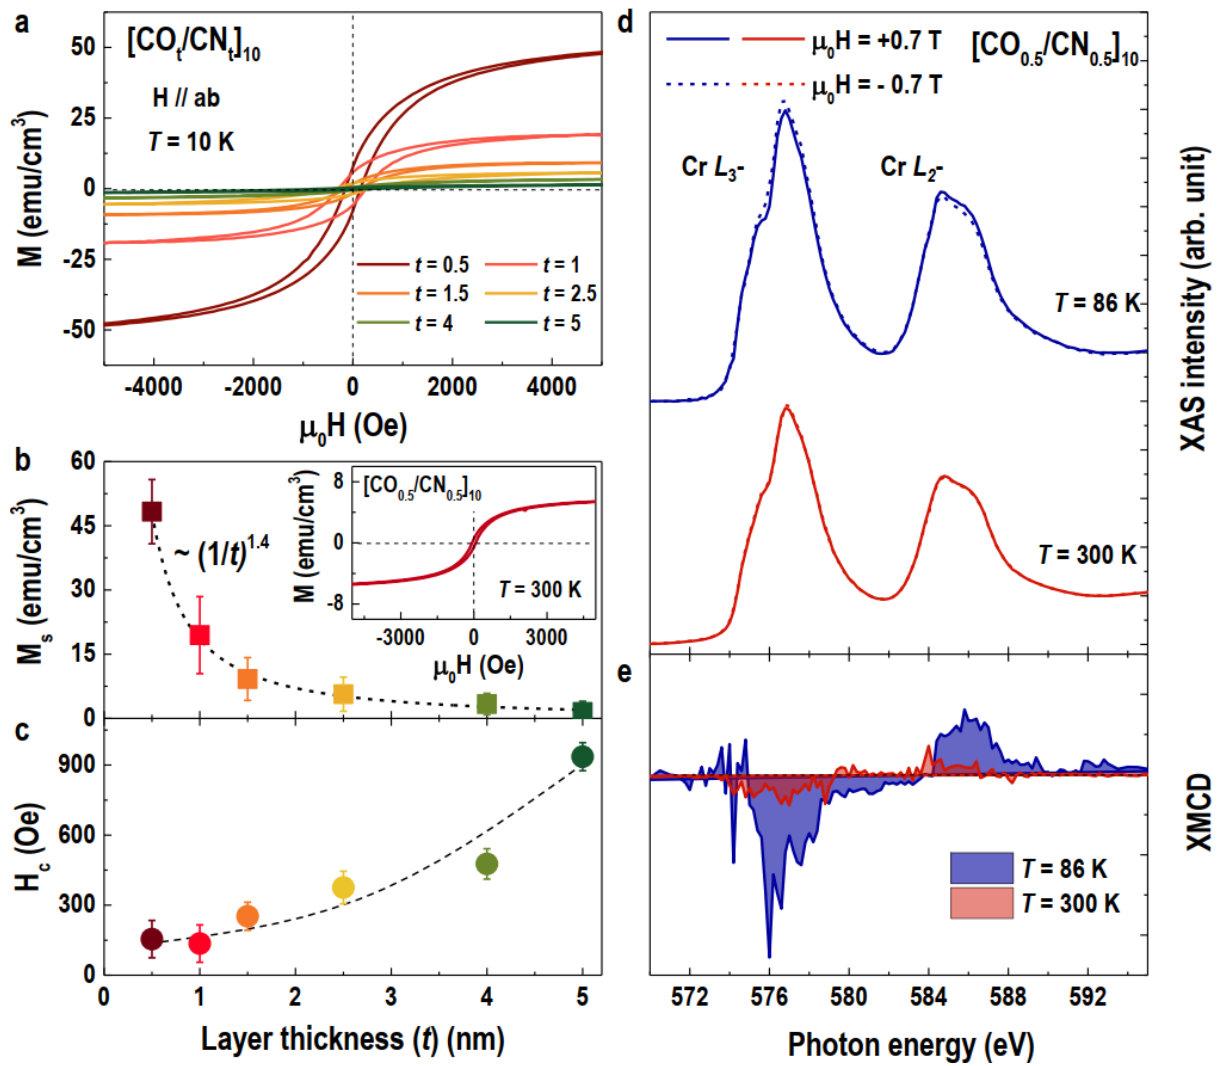 a
[CO_t/CN_t]_10
H // ab
T = 10 K
M (emu/cm^3)
50
25
0
-25
-50
t = 0.5
t = 1
t = 1.5
t = 2.5
t = 4
t = 5
-4000
-2000
0
2000
4000
μ_0H (Oe)
b
M_s (emu/cm^3)
60
45
30
15
0
~ (1/t)^1.4
[CO_0.5/CN_0.5]_10
M (emu/cm^3)
8
0
-8
T = 300 K
-3000
0
3000
μ_0H (Oe)
c
H_c (Oe)
900
600
300
0
0
1
2
3
4
5
Layer thickness (t) (nm)
d
μ_0H = +0.7 T
[CO_0.5/CN_0.5]_10
μ_0H = - 0.7 T
Cr L_3-
Cr L_2-
T = 86 K
T = 300 K
XAS intensity (arb. unit)
e
T = 86 K
T = 300 K
XMCD
572
576
580
584
588
592
Photon energy (eV)